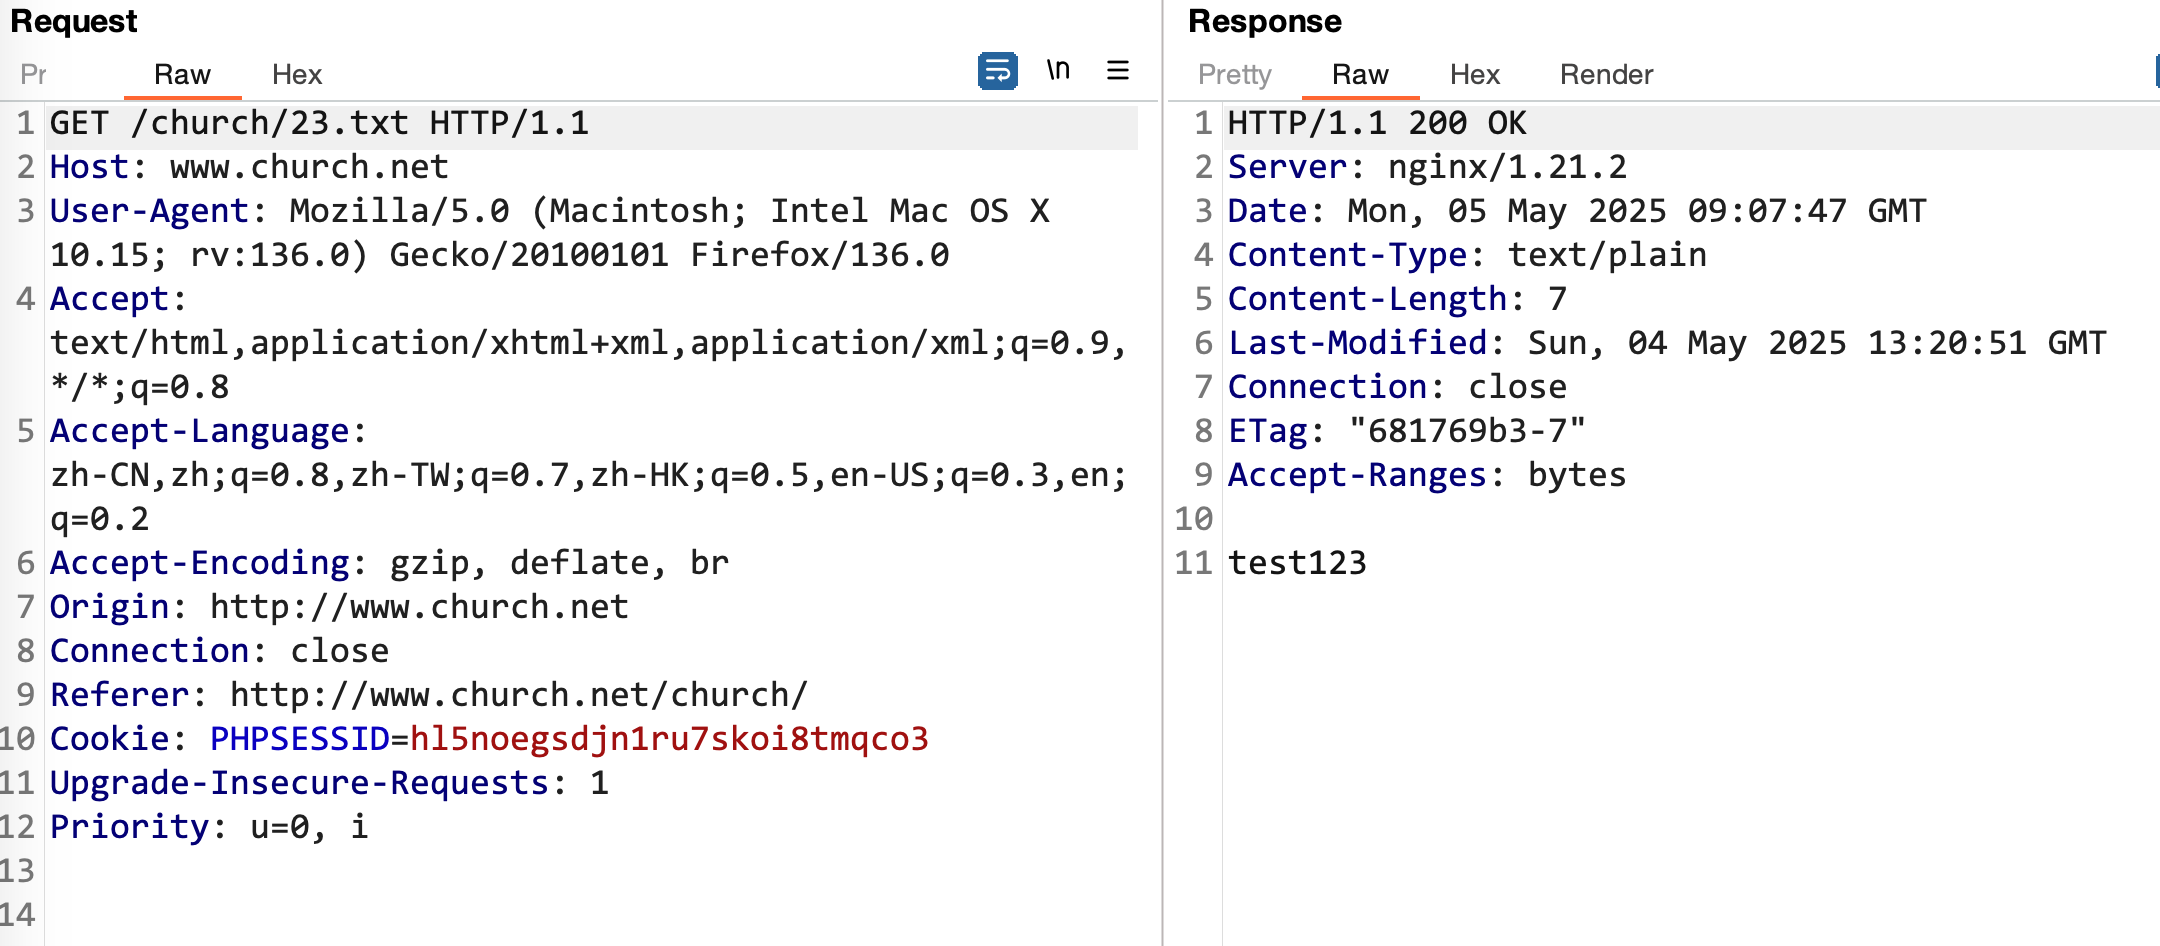 Request
Pr Raw Hex \n
1 GET /church/23.txt HTTP/1.1
2 Host: www.church.net
3 User-Agent: Mozilla/5.0 (Macintosh; Intel Mac OS X
10.15; rv:136.0) Gecko/20100101 Firefox/136.0
4 Accept:
text/html,application/xhtml+xml,application/xml;q=0.9,
*/*;q=0.8
5 Accept-Language:
zh-CN,zh;q=0.8,zh-TW;q=0.7,zh-HK;q=0.5,en-US;q=0.3,en;
q=0.2
6 Accept-Encoding: gzip, deflate, br
7 Origin: http://www.church.net
8 Connection: close
9 Referer: http://www.church.net/church/
10 Cookie: PHPSESSID=hl5noegsdjn1ru7skoi8tmqco3
11 Upgrade-Insecure-Requests: 1
12 Priority: u=0, i
13
14
Response
Pretty Raw Hex Render
1 HTTP/1.1 200 OK
2 Server: nginx/1.21.2
3 Date: Mon, 05 May 2025 09:07:47 GMT
4 Content-Type: text/plain
5 Content-Length: 7
6 Last-Modified: Sun, 04 May 2025 13:20:51 GMT
7 Connection: close
8 ETag: "681769b3-7"
9 Accept-Ranges: bytes
10
11 test123